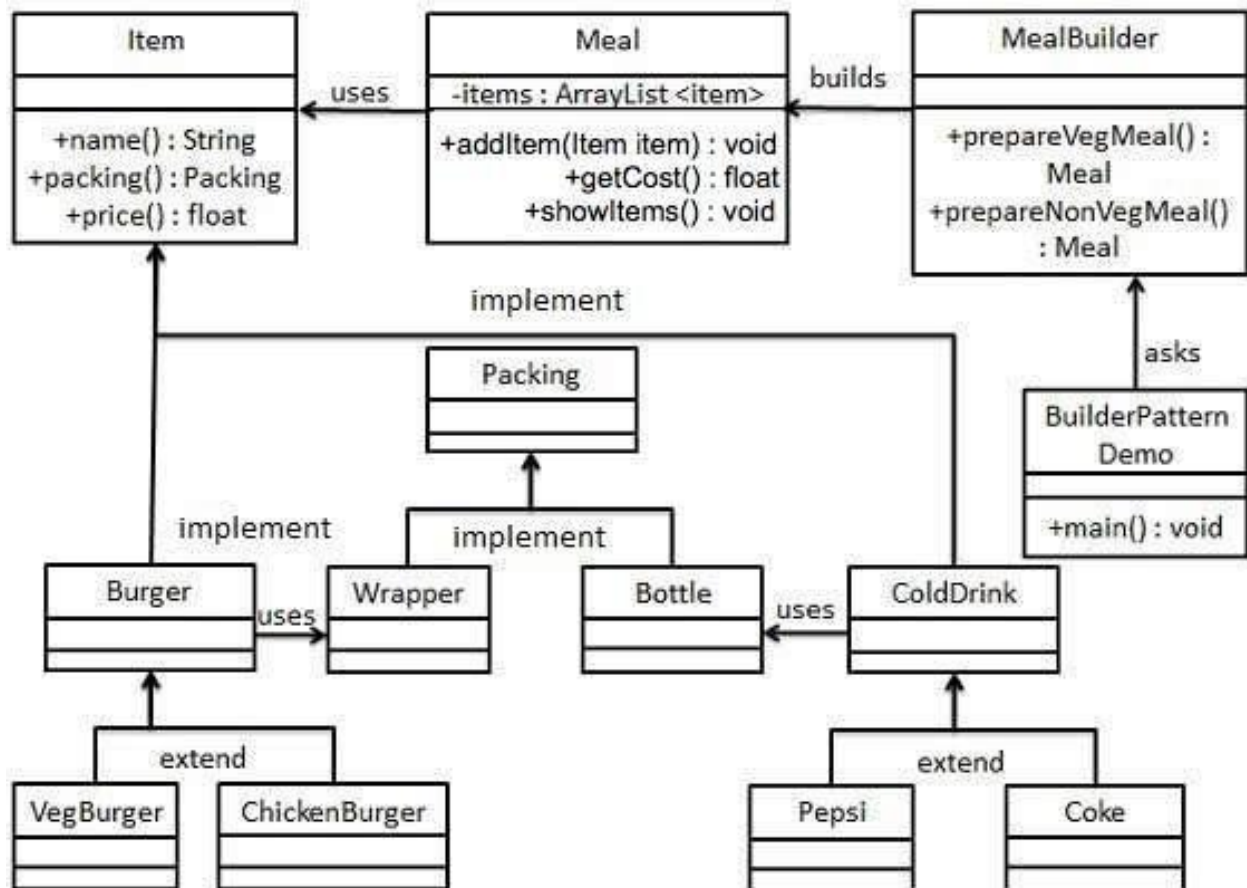 Item
+name() : String
+packing() : Packing
+price() : float
uses
Meal
-items : ArrayList <item>
+addItem(Item item) : void
+getCost() : float
+showItems() : void
builds
MealBuilder
+prepareVegMeal() :
Meal
+prepareNonVegMeal()
: Meal
implement
asks
Packing
BuilderPattern
Demo
+main() : void
implement
implement
Burger
uses
Wrapper
Bottle
uses
ColdDrink
extend
extend
VegBurger
ChickenBurger
Pepsi
Coke